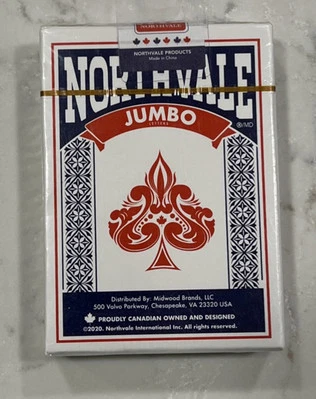 NORTHVALE
NORTHVALE PRODUCTS
Made in China
NORTHVALE
®/MD
JUMBO
LETTERS
Distributed By: Midwood Brands, LLC
500 Volvo Parkway, Chesapeake, VA 23320 USA
PROUDLY CANADIAN OWNED AND DESIGNED
©2020. Northvale International Inc. All rights reserved.